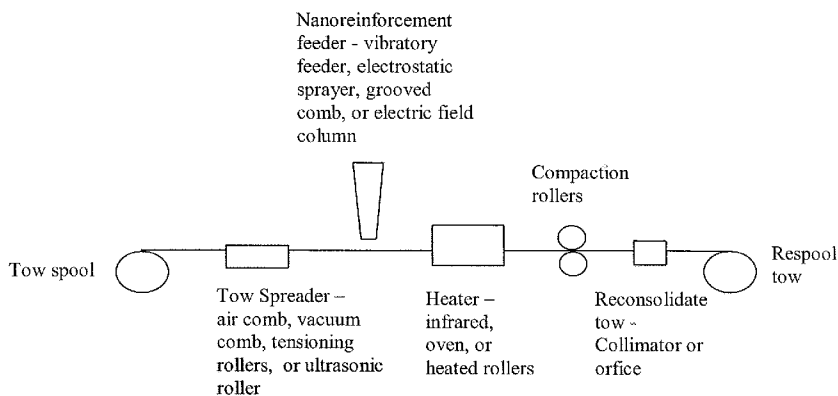 Nanoreinforcement
feeder - vibratory
feeder, electrostatic
sprayer, grooved
comb, or electric field
column
Compaction
rollers
Tow spool
Respool
tow
Tow Spreader –
air comb, vacuum
comb, tensioning
rollers, or ultrasonic
roller
Heater –
infrared,
oven, or
heated rollers
Reconsolidate
tow -
Collimator or
orfice